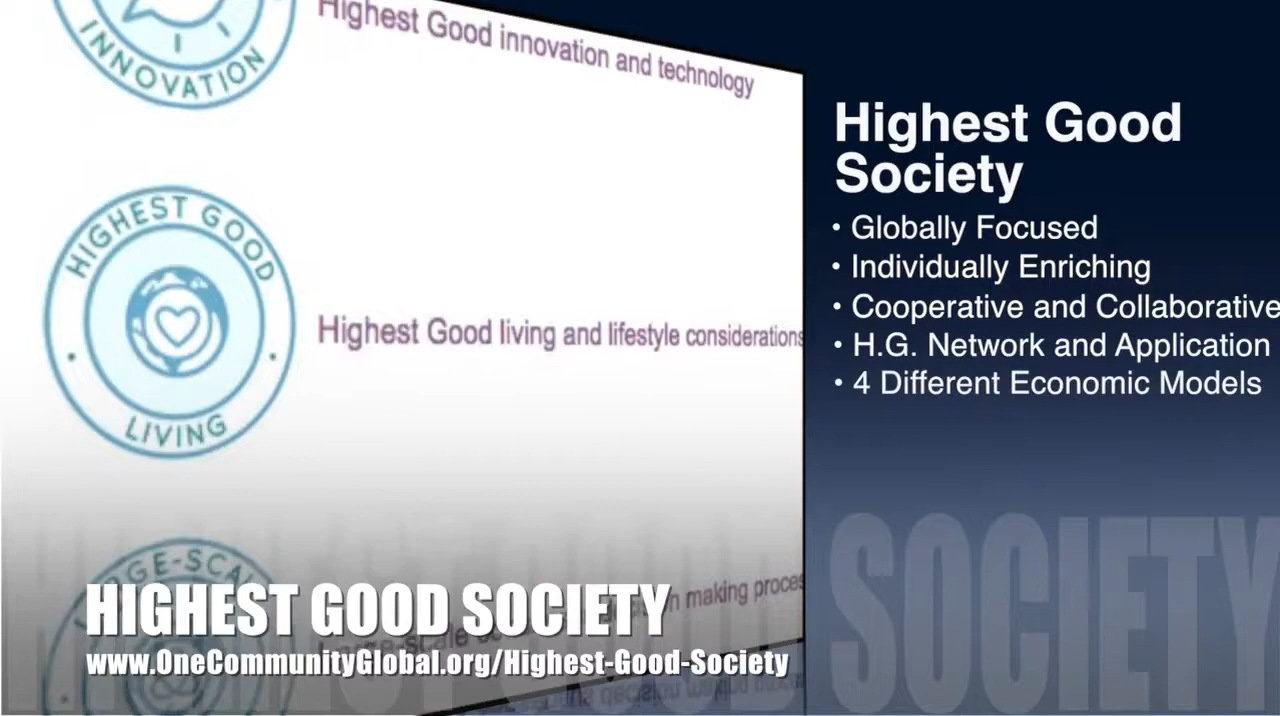 INNOVATION
Highest Good innovation and technology
HIGHEST GOOD
LIVING
Highest Good living and lifestyle considerations
Highest Good
Society
• Globally Focused
• Individually Enriching
• Cooperative and Collaborative
• H.G. Network and Application
• 4 Different Economic Models
making proces
HIGHEST GOOD SOCIETY
www.OneCommunityGlobal.org/Highest-Good-Society
SOCIETY